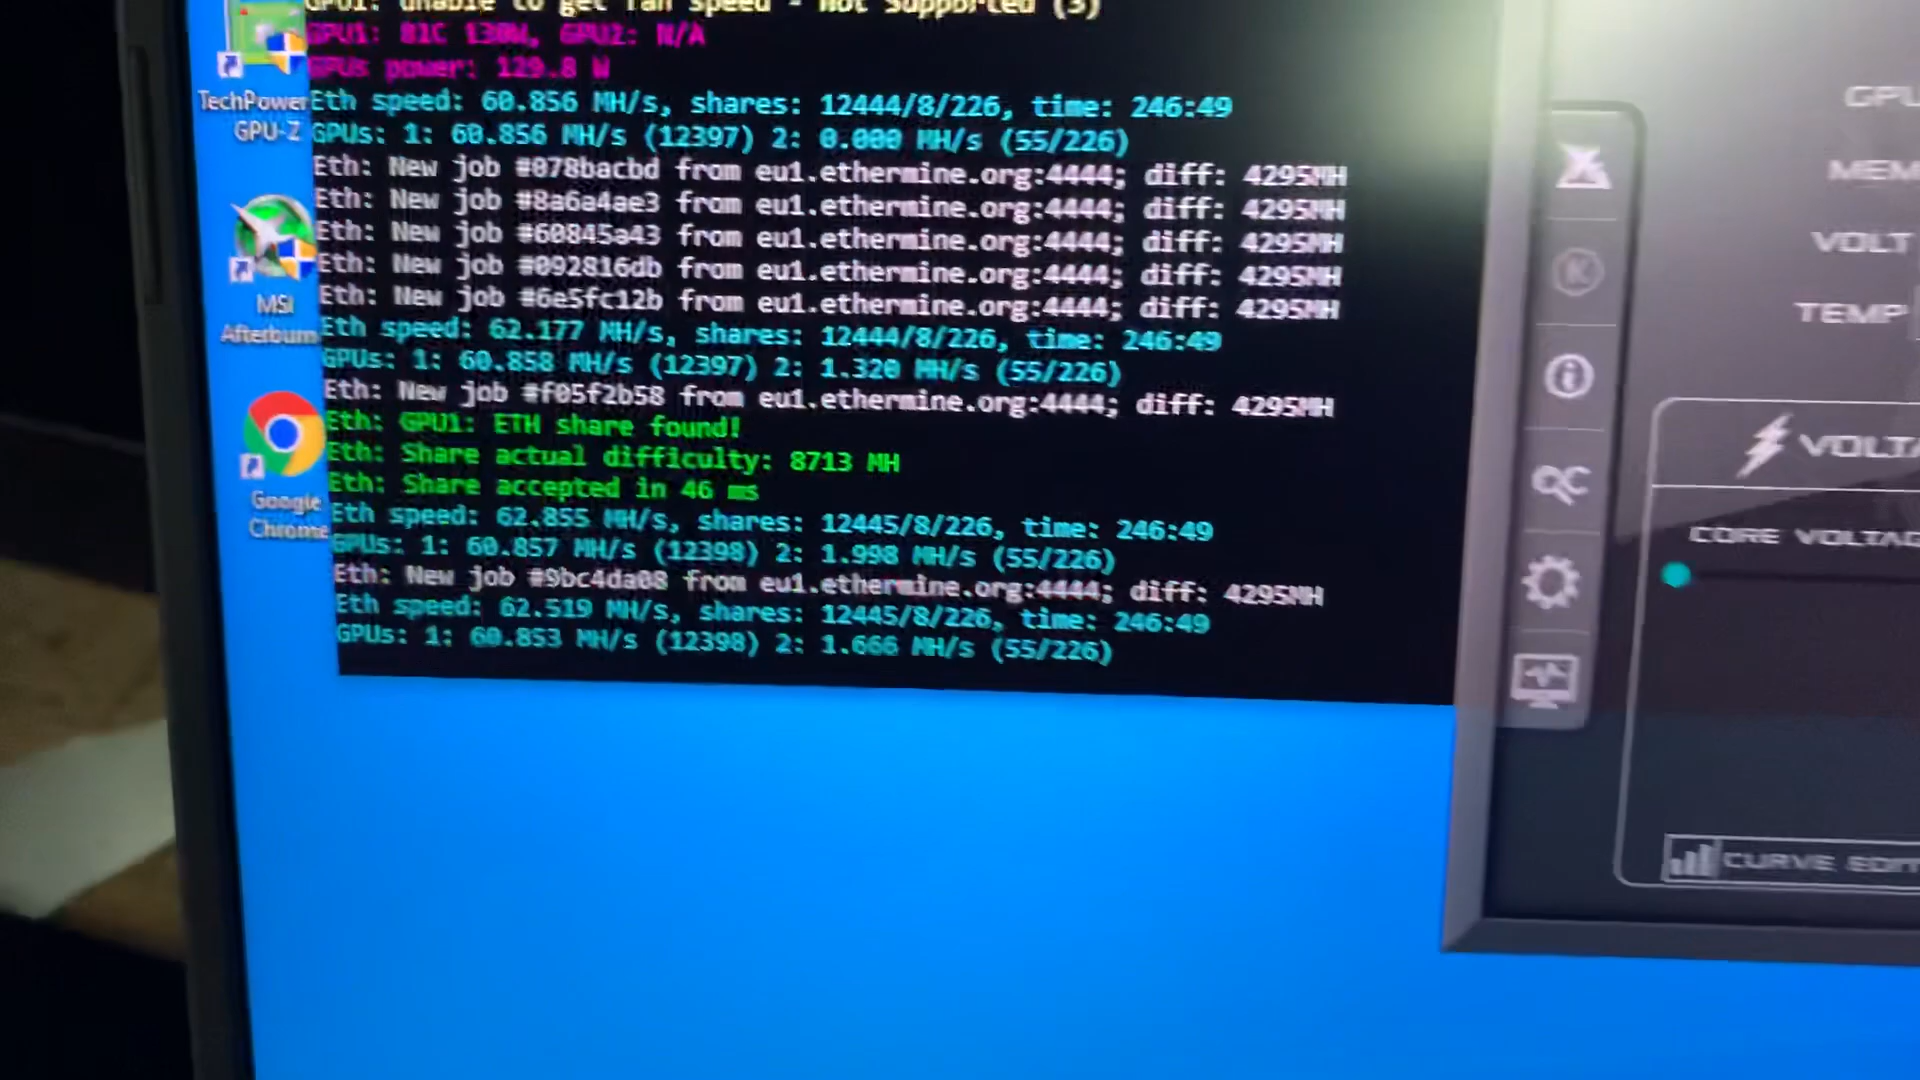 GPU1: unable to get fan speed - Not Supported (3)
GPU1: 81C 130W, GPU2: N/A
GPUs power: 129.8 W
Eth speed: 60.856 MH/s, shares: 12444/8/226, time: 246:49
GPUs: 1: 60.856 MH/s (12397) 2: 0.000 MH/s (55/226)
Eth: New job #078bacbd from eu1.ethermine.org:4444; diff: 4295MH
Eth: New job #8a6a4ae3 from eu1.ethermine.org:4444; diff: 4295MH
Eth: New job #60845a43 from eu1.ethermine.org:4444; diff: 4295MH
Eth: New job #092816db from eu1.ethermine.org:4444; diff: 4295MH
Eth: New job #6e5fc12b from eu1.ethermine.org:4444; diff: 4295MH
Eth speed: 62.177 MH/s, shares: 12444/8/226, time: 246:49
GPUs: 1: 60.858 MH/s (12397) 2: 1.320 MH/s (55/226)
Eth: New job #f05f2b58 from eu1.ethermine.org:4444; diff: 4295MH
Eth: GPU1: ETH share found!
Eth: Share actual difficulty: 8713 MH
Eth: Share accepted in 46 ms
Eth speed: 62.855 MH/s, shares: 12445/8/226, time: 246:49
GPUs: 1: 60.857 MH/s (12398) 2: 1.998 MH/s (55/226)
Eth: New job #9bc4da08 from eu1.ethermine.org:4444; diff: 4295MH
Eth speed: 62.519 MH/s, shares: 12445/8/226, time: 246:49
GPUs: 1: 60.853 MH/s (12398) 2: 1.666 MH/s (55/226)
TechPower
GPU-Z
MSI
Afterburn
Google
Chrome
GPU
MEM
VOLT
TEMP
VOLTA
CORE VOLTAG
CURVE EDIT